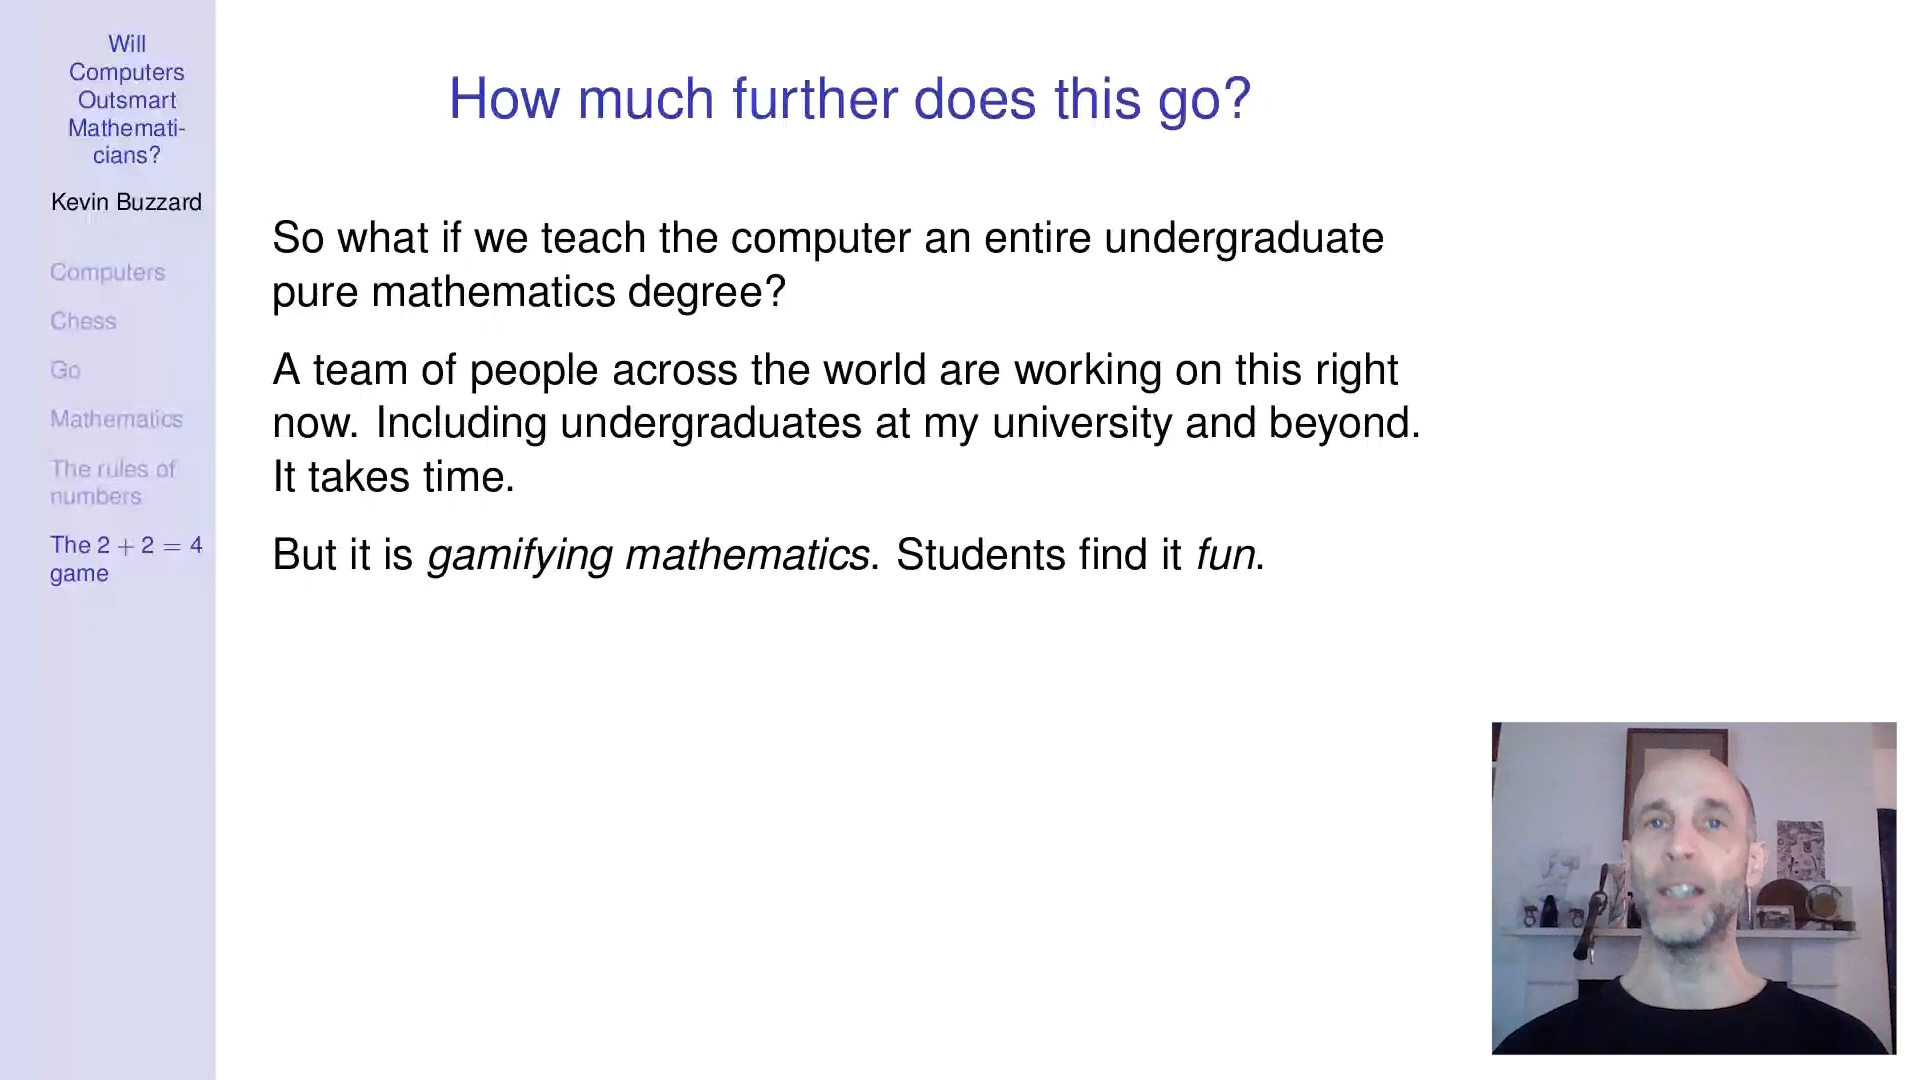 Will
Computers
Outsmart
Mathemati-
cians?
Kevin Buzzard
Computers
Chess
Go
Mathematics
The rules of
numbers
The 2 + 2 = 4
game
How much further does this go?
So what if we teach the computer an entire undergraduate
pure mathematics degree?
A team of people across the world are working on this right
now. Including undergraduates at my university and beyond.
It takes time.
But it is gamifying mathematics. Students find it fun.